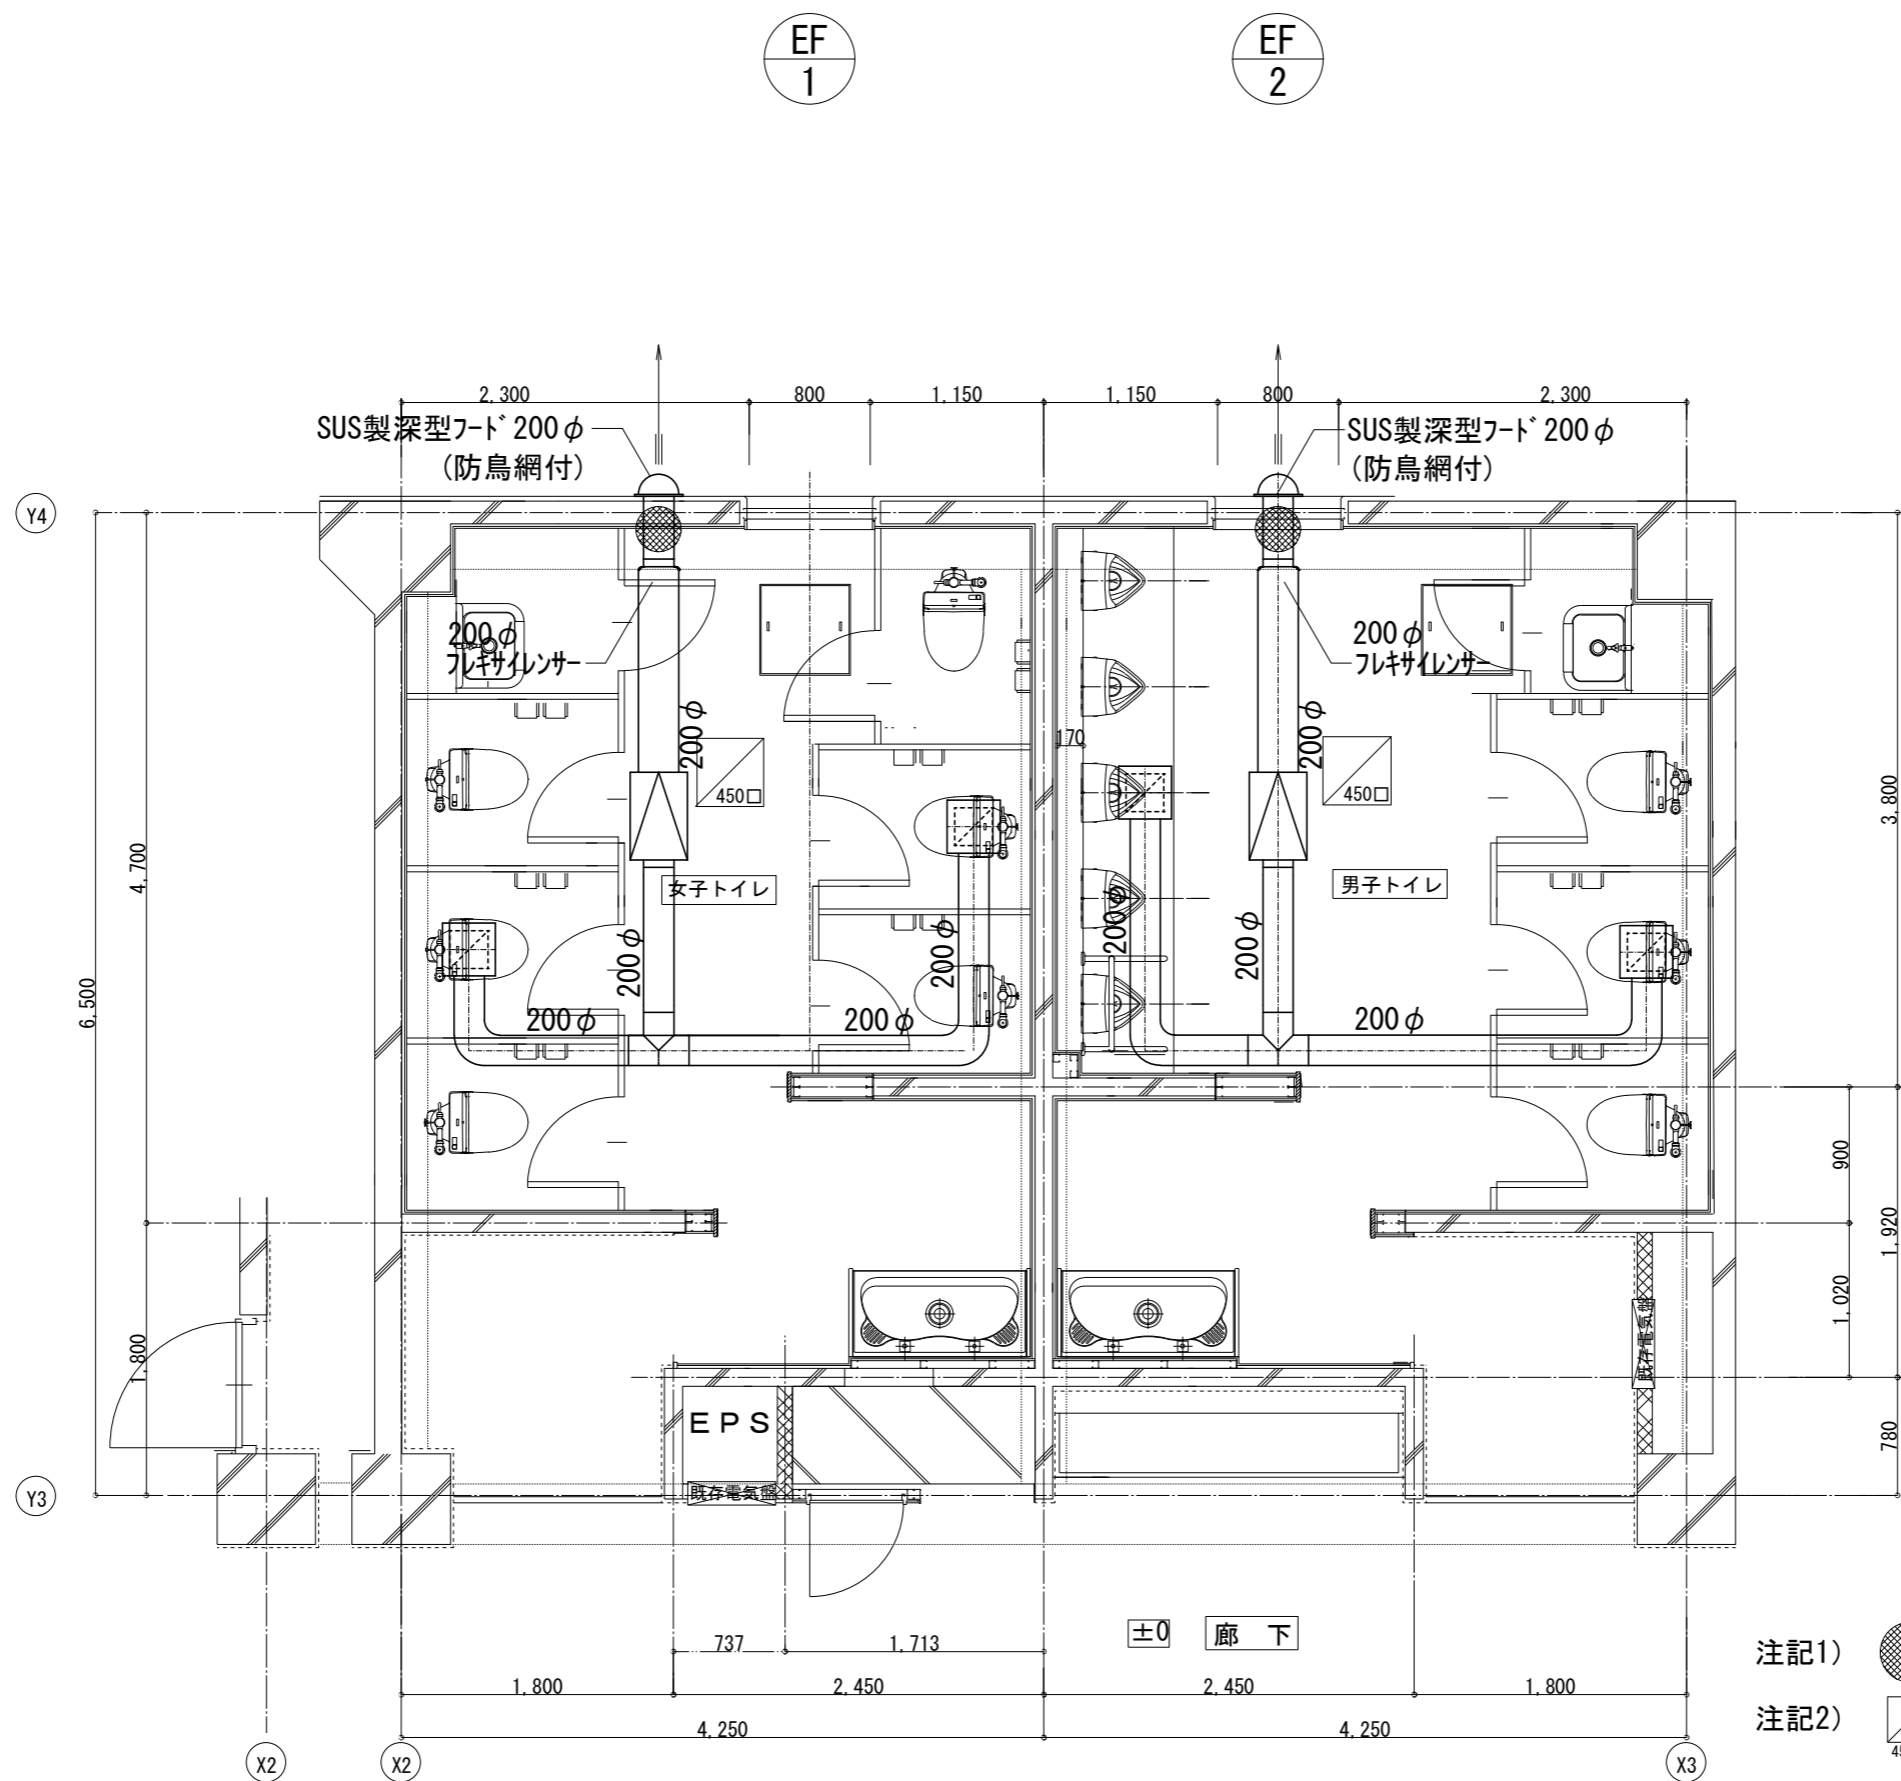 EF
1
EF
2
2,300
800
1,150
1,150
800
2,300
SUS製深型フード200φ
(防鳥網付)
SUS製深型フード200φ
(防鳥網付)
Y4
200φ
フレキサイレンサー
200φ
フレキサイレンサー
200φ
200φ
170
450□
450□
3,800
4,700
女子トイレ
男子トイレ
200φ
200φ
200φ
200φ
6,500
200φ
200φ
200φ
900
1,920
1,020
既存電気盤
1,800
EPS
780
既存電気盤
Y3
±0
廊 下
737
1,713
注記1)
1,800
2,450
2,450
1,800
注記2)
4,250
4,250
X2
X2
X3